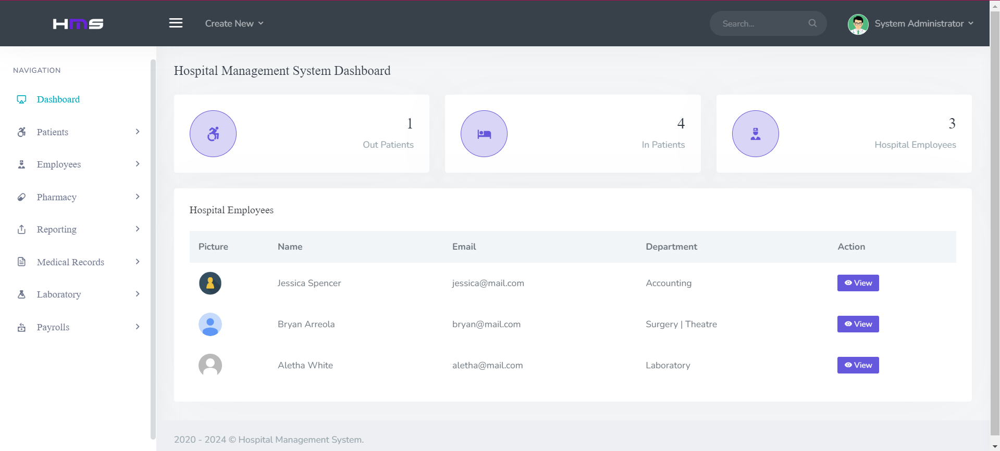 HMS
Create New
Search...
System Administrator
NAVIGATION
Dashboard
Patients
Employees
Pharmacy
Reporting
Medical Records
Laboratory
Payrolls
Hospital Management System Dashboard
1
Out Patients
4
In Patients
3
Hospital Employees
Hospital Employees
Picture Name Email Department Action
Jessica Spencer jessica@mail.com Accounting View
Bryan Arreola bryan@mail.com Surgery | Theatre View
Aletha White aletha@mail.com Laboratory View
2020 - 2024 © Hospital Management System.